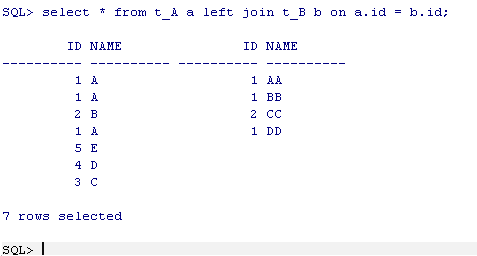 SQL> select * from t_A a left join t_B b on a.id = b.id;
ID NAME ID NAME
---------- ---------- ---------- ----------
1 A 1 AA
1 A 1 BB
2 B 2 CC
1 A 1 DD
5 E
4 D
3 C
7 rows selected
SQL>